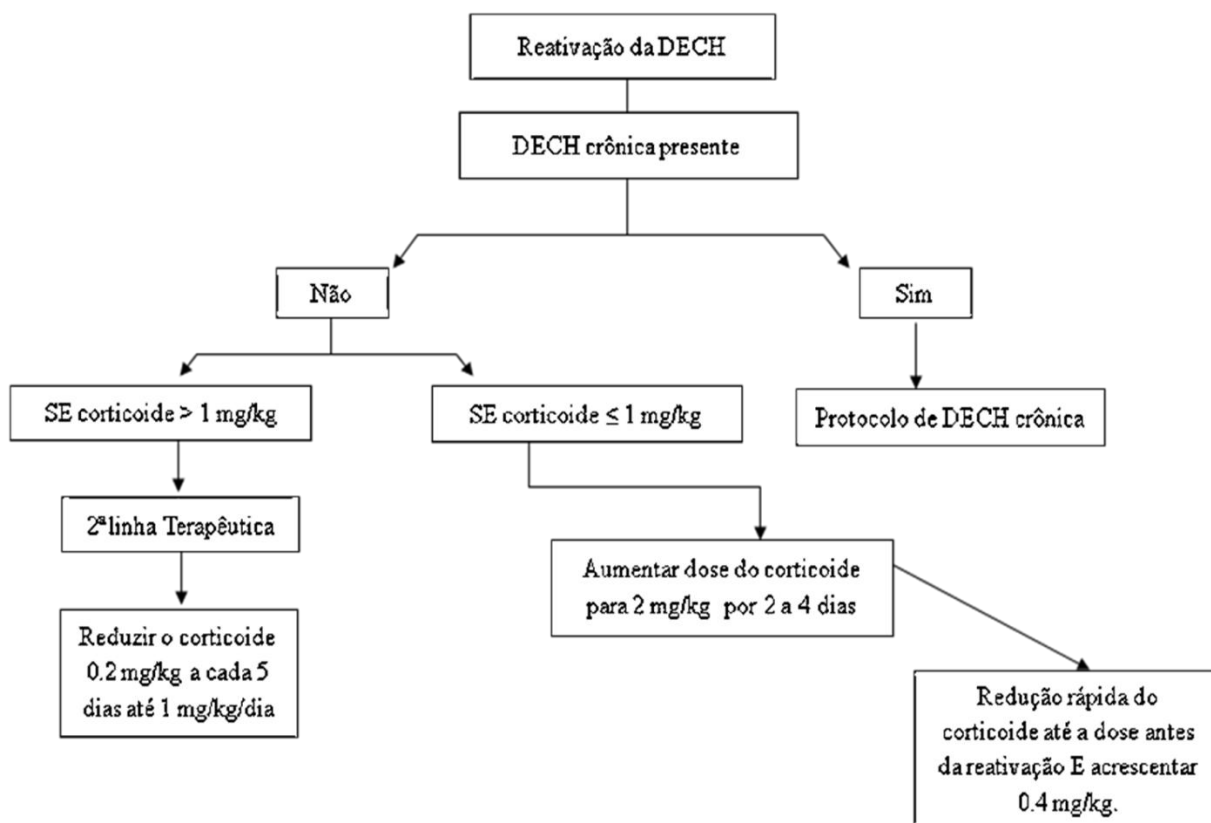 Reativação da DECH
DECH crônica presente
Não
Sim
SE corticoide > 1 mg/kg
SE corticoide ≤ 1 mg/kg
Protocolo de DECH crônica
2ª linha Terapêutica
Aumentar dose do corticoide
para 2 mg/kg por 2 a 4 dias
Reduzir o corticoide
0.2 mg/kg a cada 5
dias até 1 mg/kg/dia
Redução rápida do
corticoide até a dose antes
da reativação E acrescentar
0.4 mg/kg.